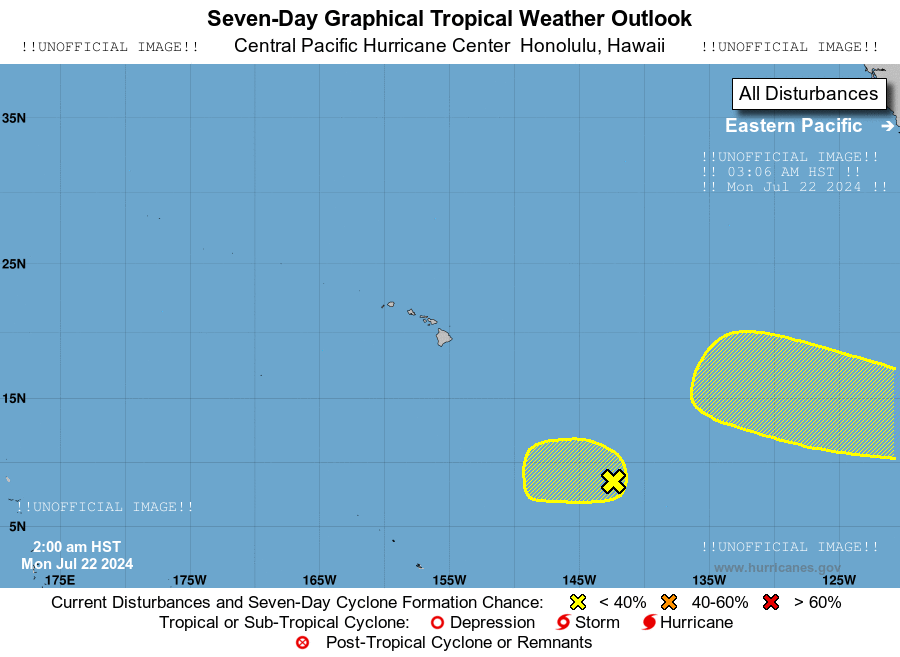 Seven-Day Graphical Tropical Weather Outlook
!!UNOFFICIAL IMAGE!! Central Pacific Hurricane Center Honolulu, Hawaii !!UNOFFICIAL IMAGE!!
All Disturbances
35N
Eastern Pacific
!!UNOFFICIAL IMAGE!!
!! 03:06 AM HST !!
!! Mon Jul 22 2024 !!
25N
15N
!!UNOFFICIAL IMAGE!!
5N
2:00 am HST
Mon Jul 22 2024
!!UNOFFICIAL IMAGE!!
www.hurricanes.gov
175E 175W 165W 155W 145W 135W 125W
Current Disturbances and Seven-Day Cyclone Formation Chance: < 40% 40-60% > 60%
Tropical or Sub-Tropical Cyclone: Depression Storm Hurricane
Post-Tropical Cyclone or Remnants